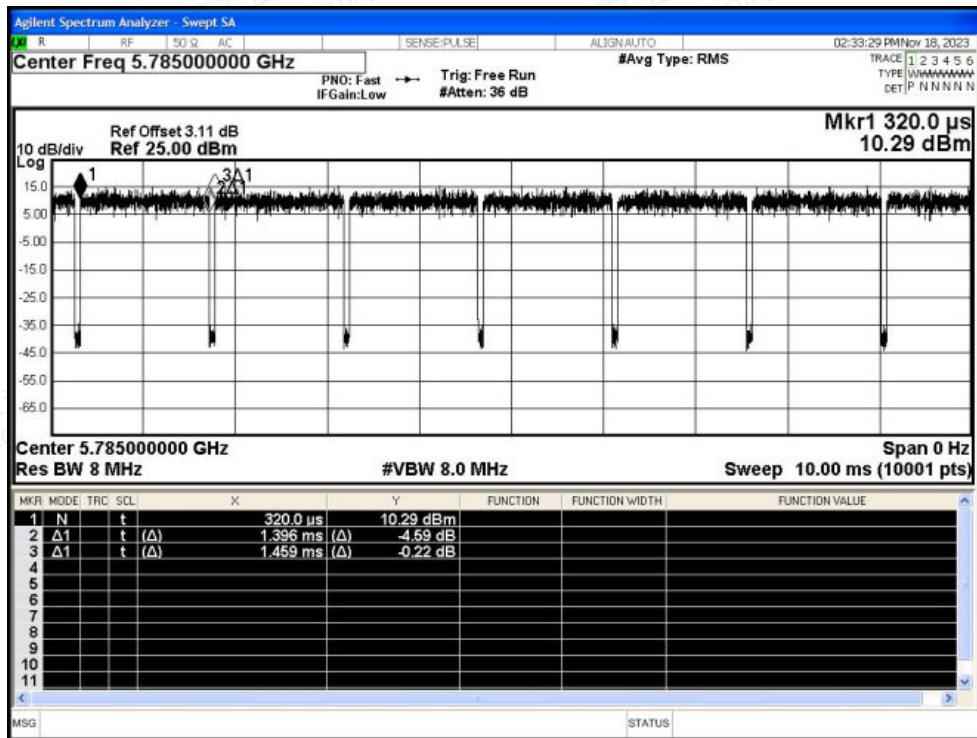 Agilent Spectrum Analyzer - Swept SA
LXI R RF 50 Ω AC SENSE:PULSE ALIGNAUTO 02:33:29 PM Nov 18, 2023
Center Freq 5.785000000 GHz
#Avg Type: RMS
TRACE 1 2 3 4 5 6
TYPE WWWWWWW
DET P N N N N N
PNO: Fast Trig: Free Run
IFGain:Low #Atten: 36 dB
Mkr1 320.0 µs
10.29 dBm
Ref Offset 3.11 dB
10 dB/div Ref 25.00 dBm
Log
1 2Δ1 3Δ1
15.0
5.00
-5.00
-15.0
-25.0
-35.0
-45.0
-55.0
-65.0
Center 5.785000000 GHz Span 0 Hz
Res BW 8 MHz #VBW 8.0 MHz Sweep 10.00 ms (10001 pts)
MKR MODE TRC SCL X Y FUNCTION FUNCTION WIDTH FUNCTION VALUE
1 N t 320.0 µs 10.29 dBm
2 Δ1 t (Δ) 1.396 ms (Δ) -4.59 dB
3 Δ1 t (Δ) 1.459 ms (Δ) -0.22 dB
4
5
6
7
8
9
10
11
MSG STATUS